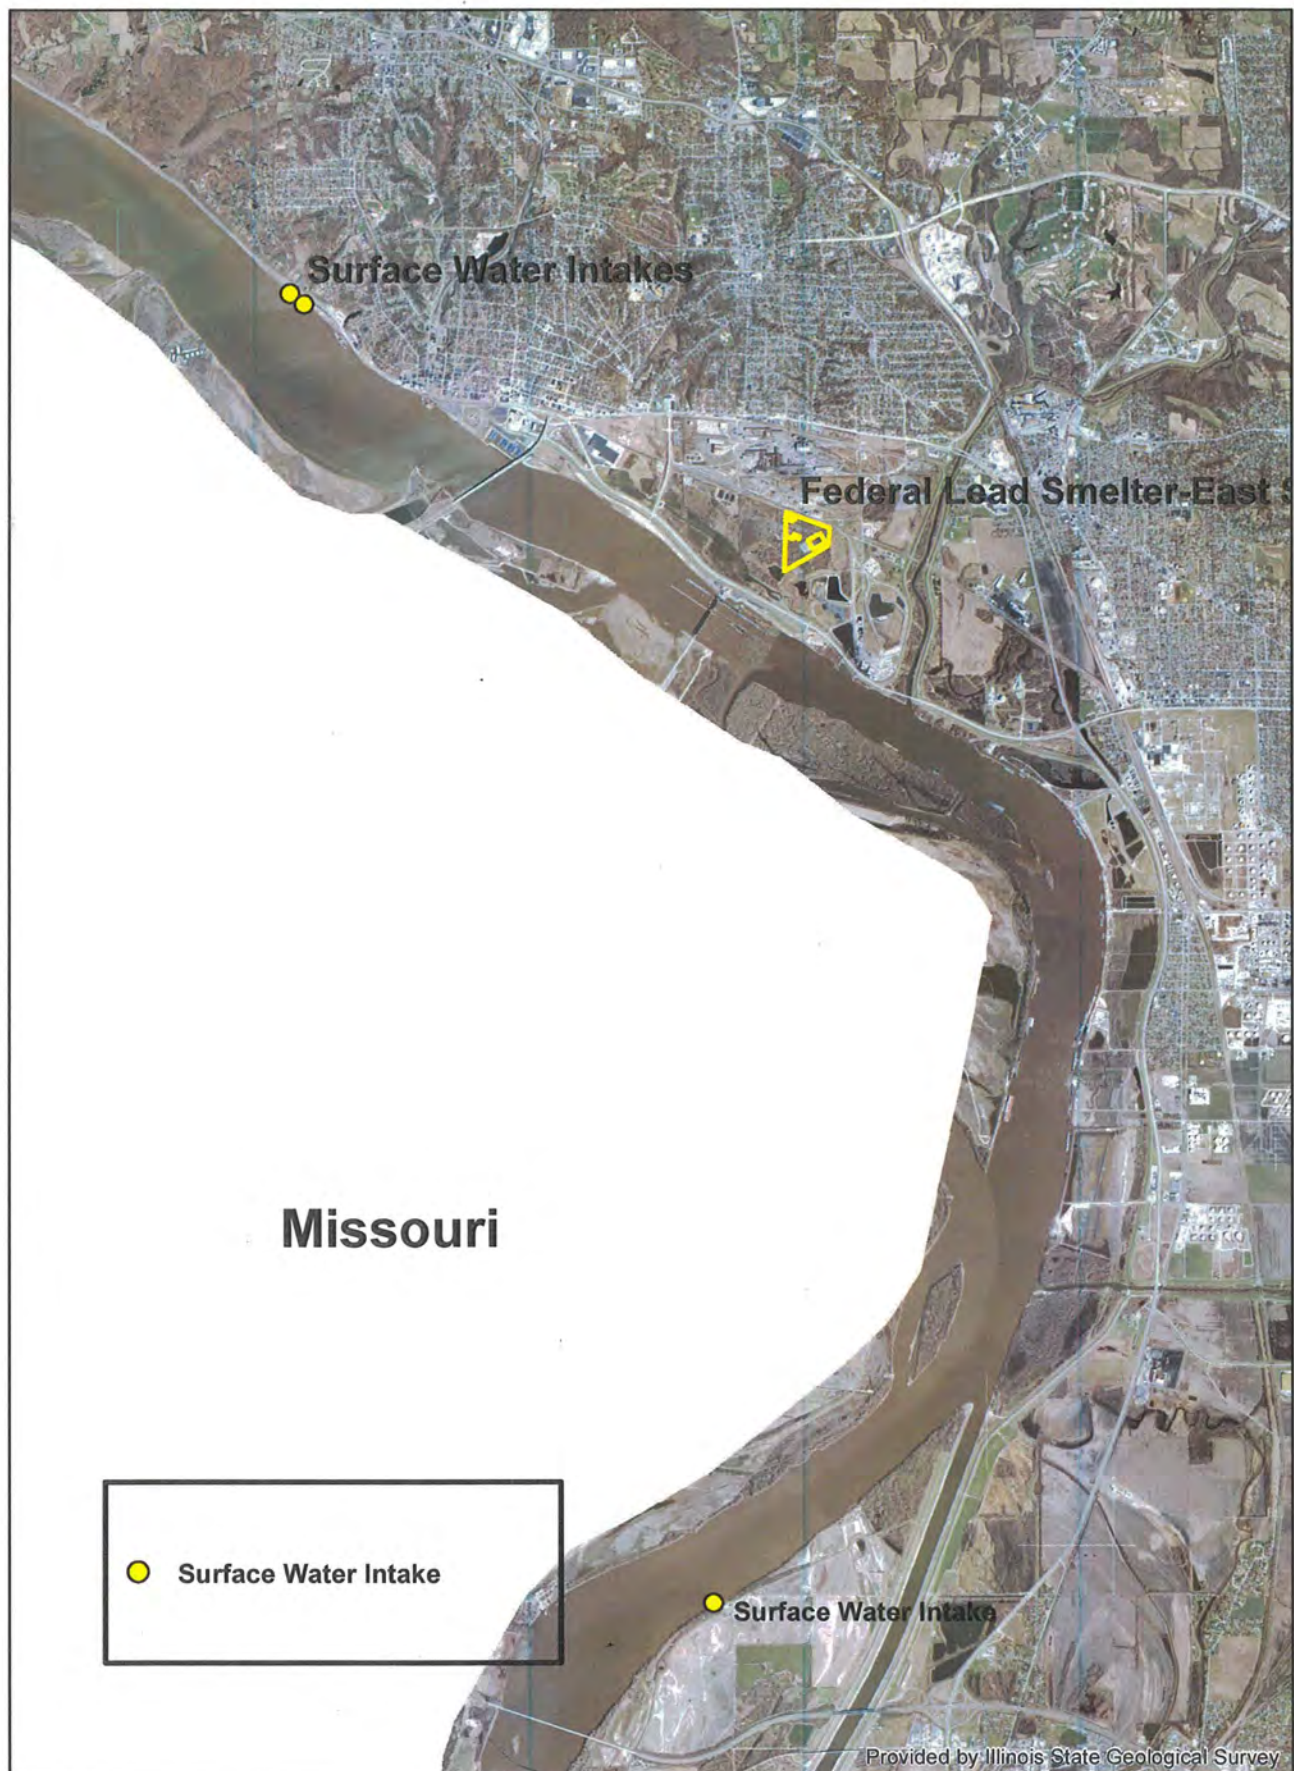 Surface Water Intakes
Federal Lead Smelter-East S
Missouri
Surface Water Intake
Surface Water Intake
Provided by Illinois State Geological Survey